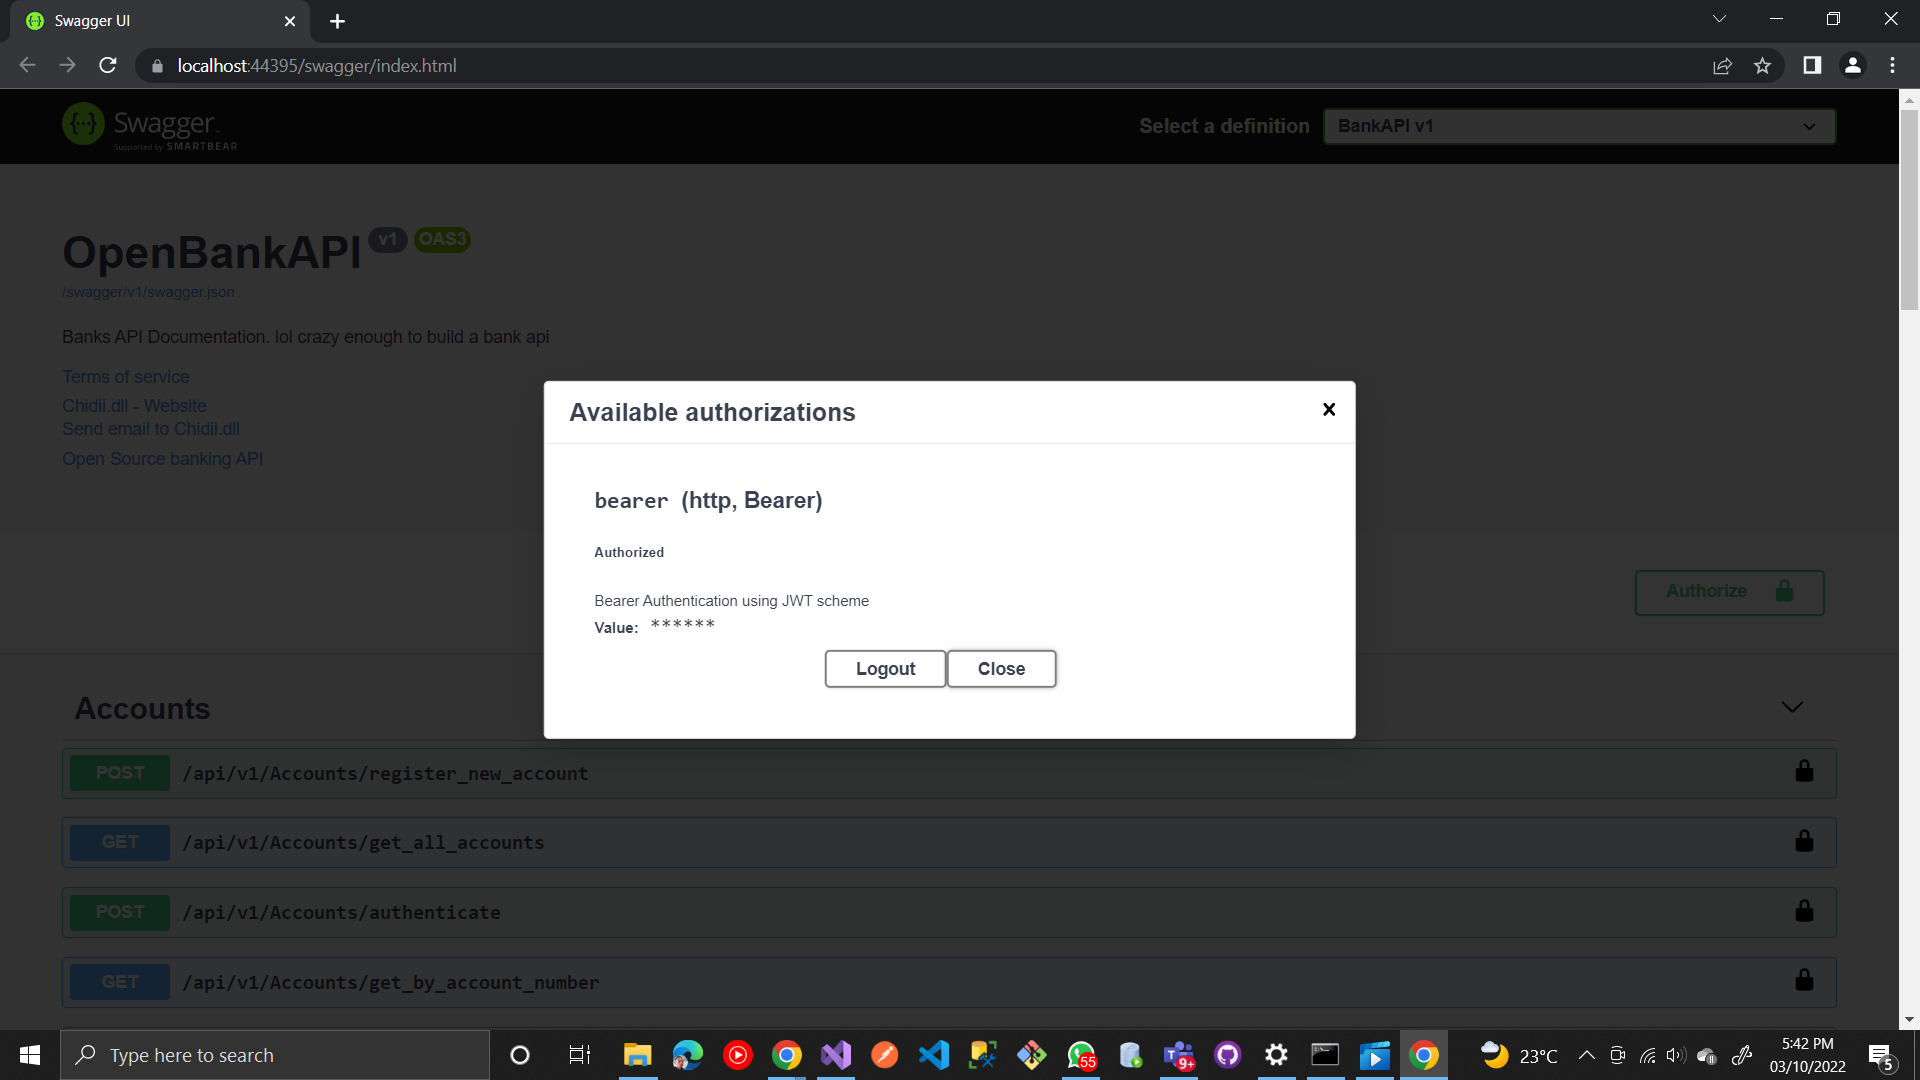 Swagger UI
localhost:44395/swagger/index.html
Swagger
Supported by SMARTBEAR
Select a definition
BankAPI v1
OpenBankAPI v1 OAS3
/swagger/v1/swagger.json
Banks API Documentation. lol crazy enough to build a bank api
Terms of service
Chidii.dll - Website
Send email to Chidii.dll
Open Source banking API
Available authorizations
bearer (http, Bearer)
Authorized
Bearer Authentication using JWT scheme
Value: ******
Logout
Close
Authorize
Accounts
POST /api/v1/Accounts/register_new_account
GET /api/v1/Accounts/get_all_accounts
POST /api/v1/Accounts/authenticate
GET /api/v1/Accounts/get_by_account_number
Type here to search
55
9+
23°C
5:42 PM
03/10/2022
5